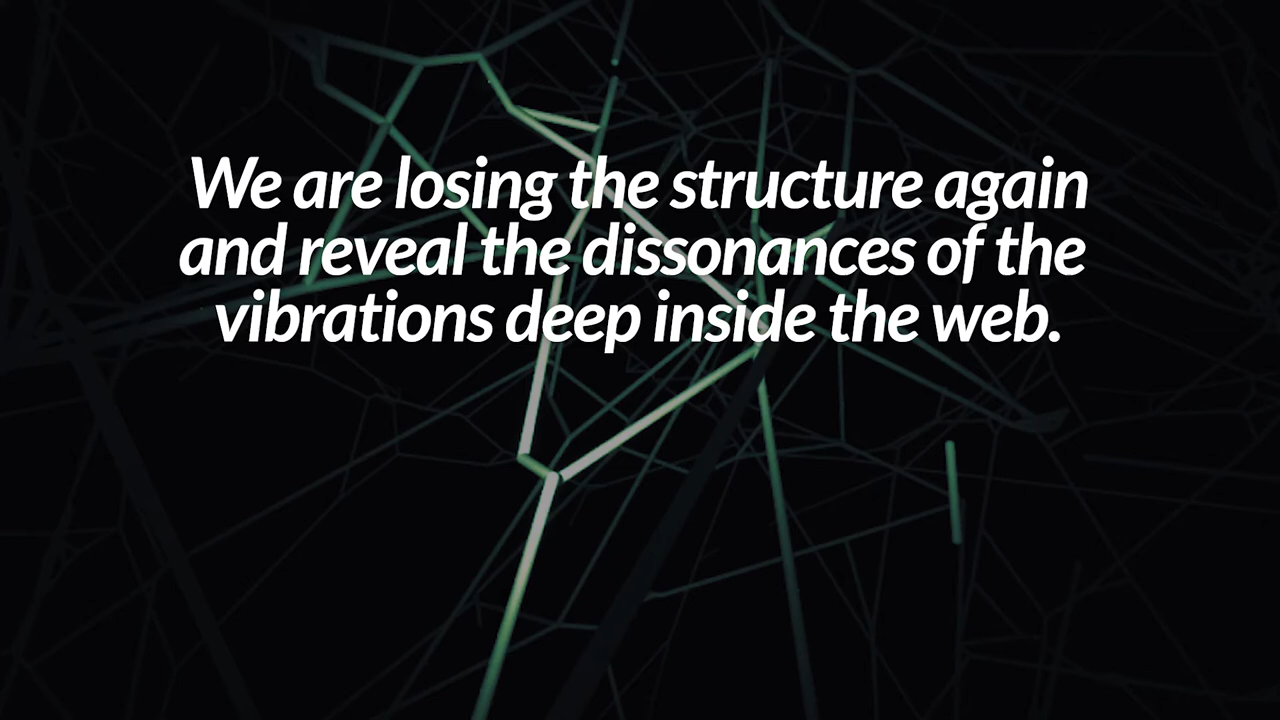 We are losing the structure again
and reveal the dissonances of the
vibrations deep inside the web.